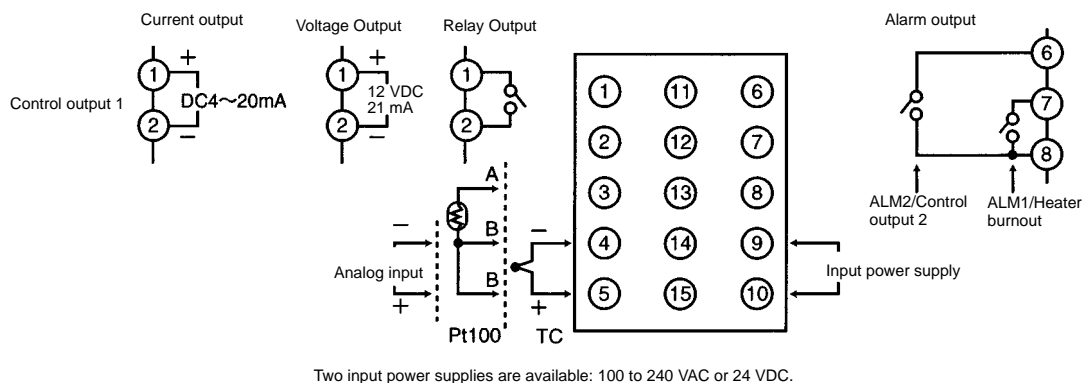 Current output
Voltage Output
Relay Output
Alarm output
Control output 1
1
+
DC4～20mA
2
−
1
+
12 VDC
21 mA
2
−
1
2
6
7
8
ALM2/Control
output 2
ALM1/Heater
burnout
1 11 6
2 12 7
3 13 8
4 14 9
5 15 10
A
B
B
−
Analog input
+
−
+
Pt100
TC
Input power supply
Two input power supplies are available: 100 to 240 VAC or 24 VDC.